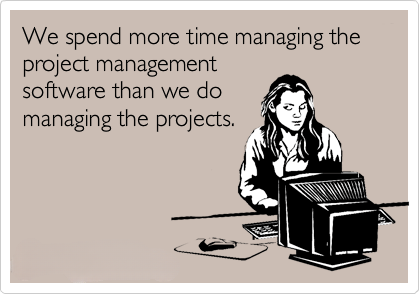 We spend more time managing the
project management
software than we do
managing the projects.